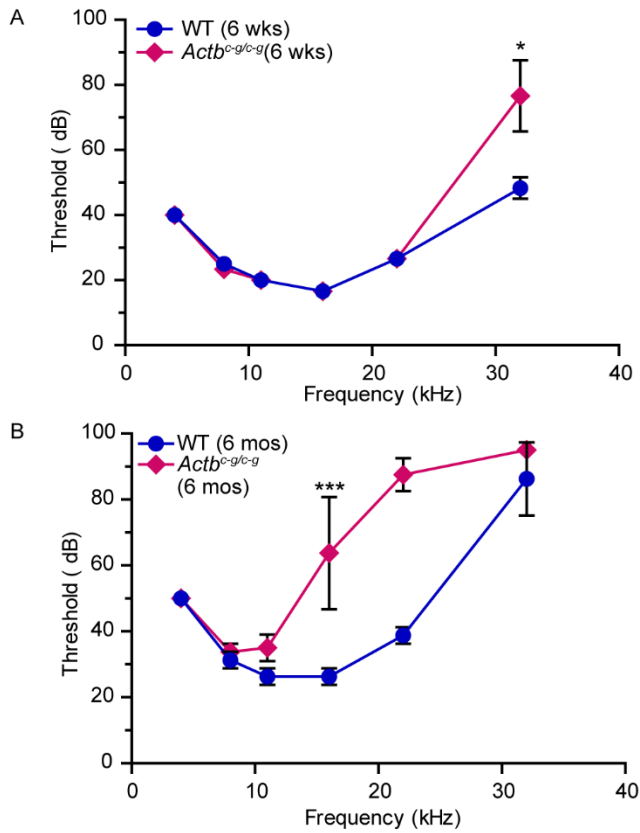 A
WT (6 wks)
Actb^c-g/c-g (6 wks)
*
100
80
60
40
20
0
Threshold ( dB)
0
10
20
30
40
Frequency (kHz)
B
WT (6 mos)
Actb^c-g/c-g
(6 mos)
***
100
80
60
40
20
0
Threshold ( dB)
0
10
20
30
40
Frequency (kHz)